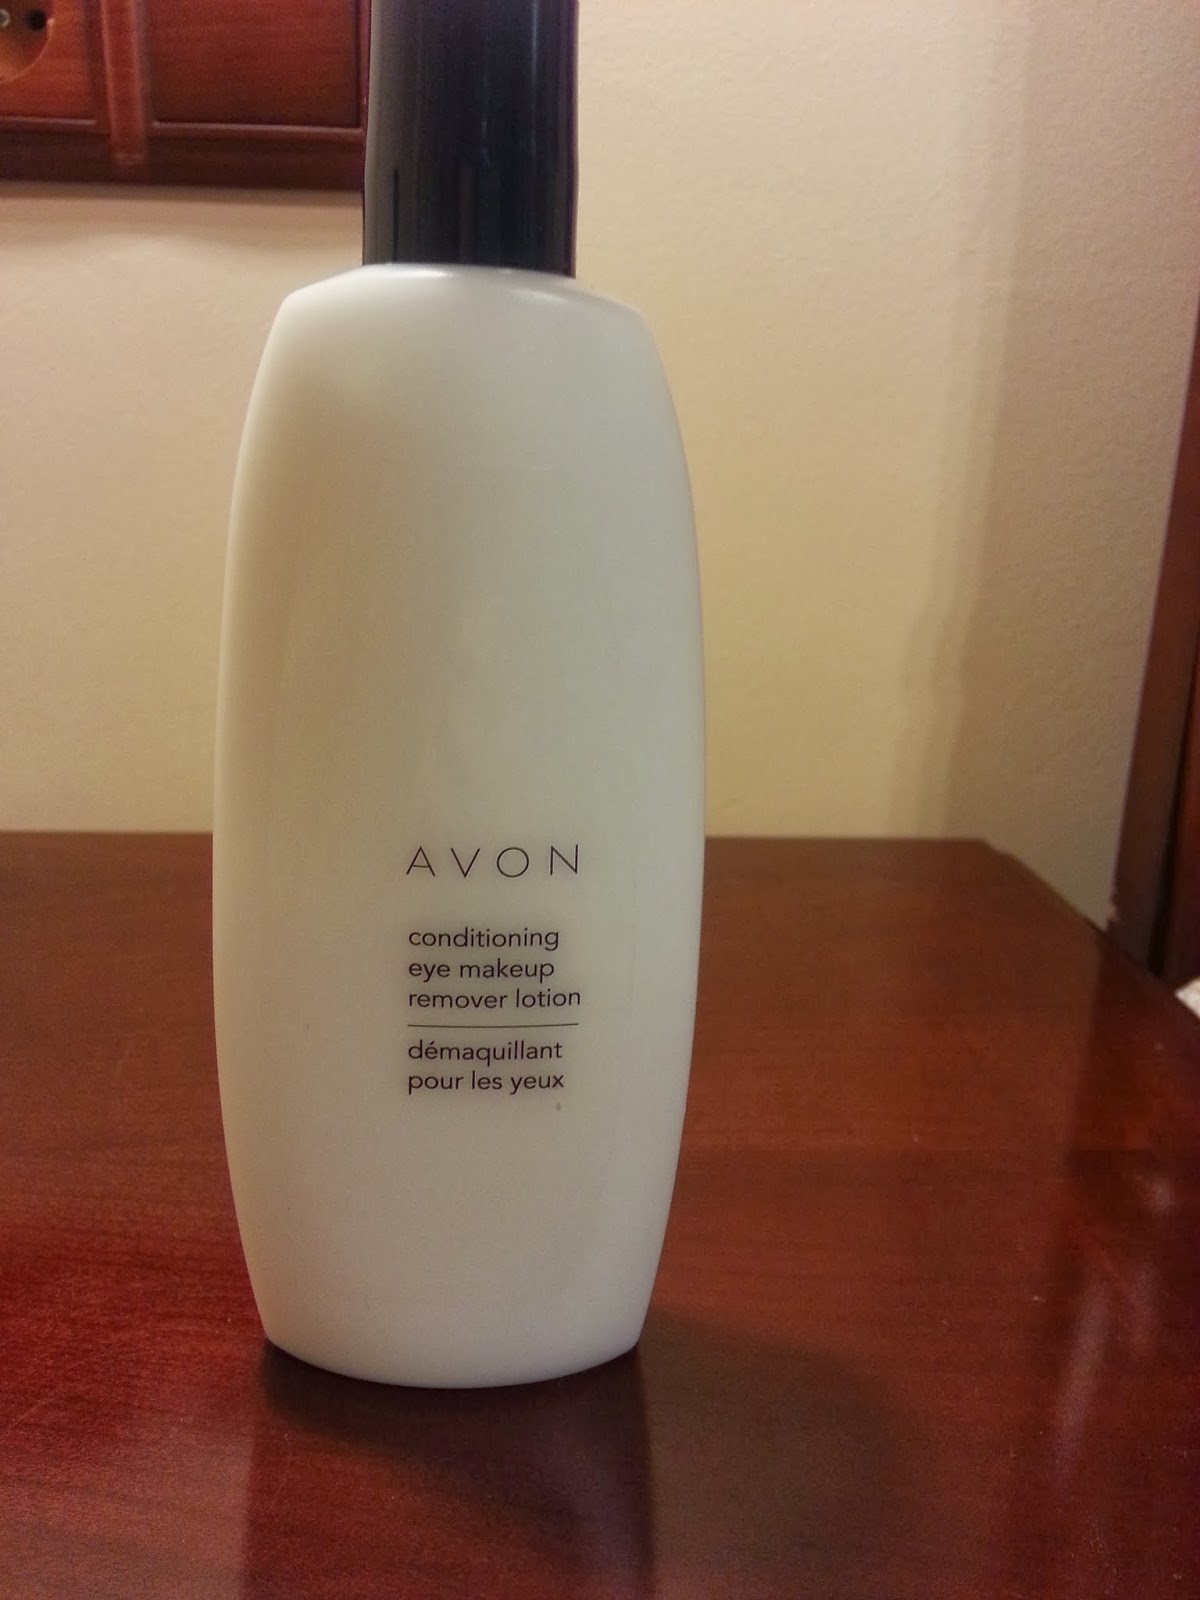 AVON
conditioning
eye makeup
remover lotion
démaquillant
pour les yeux